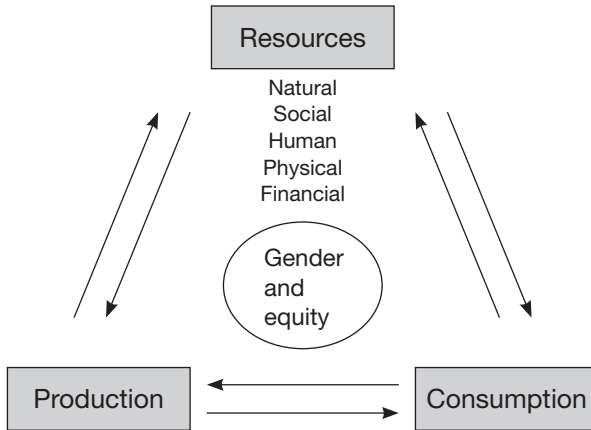 Resources
Natural
Social
Human
Physical
Financial
Gender
and
equity
Production
Consumption